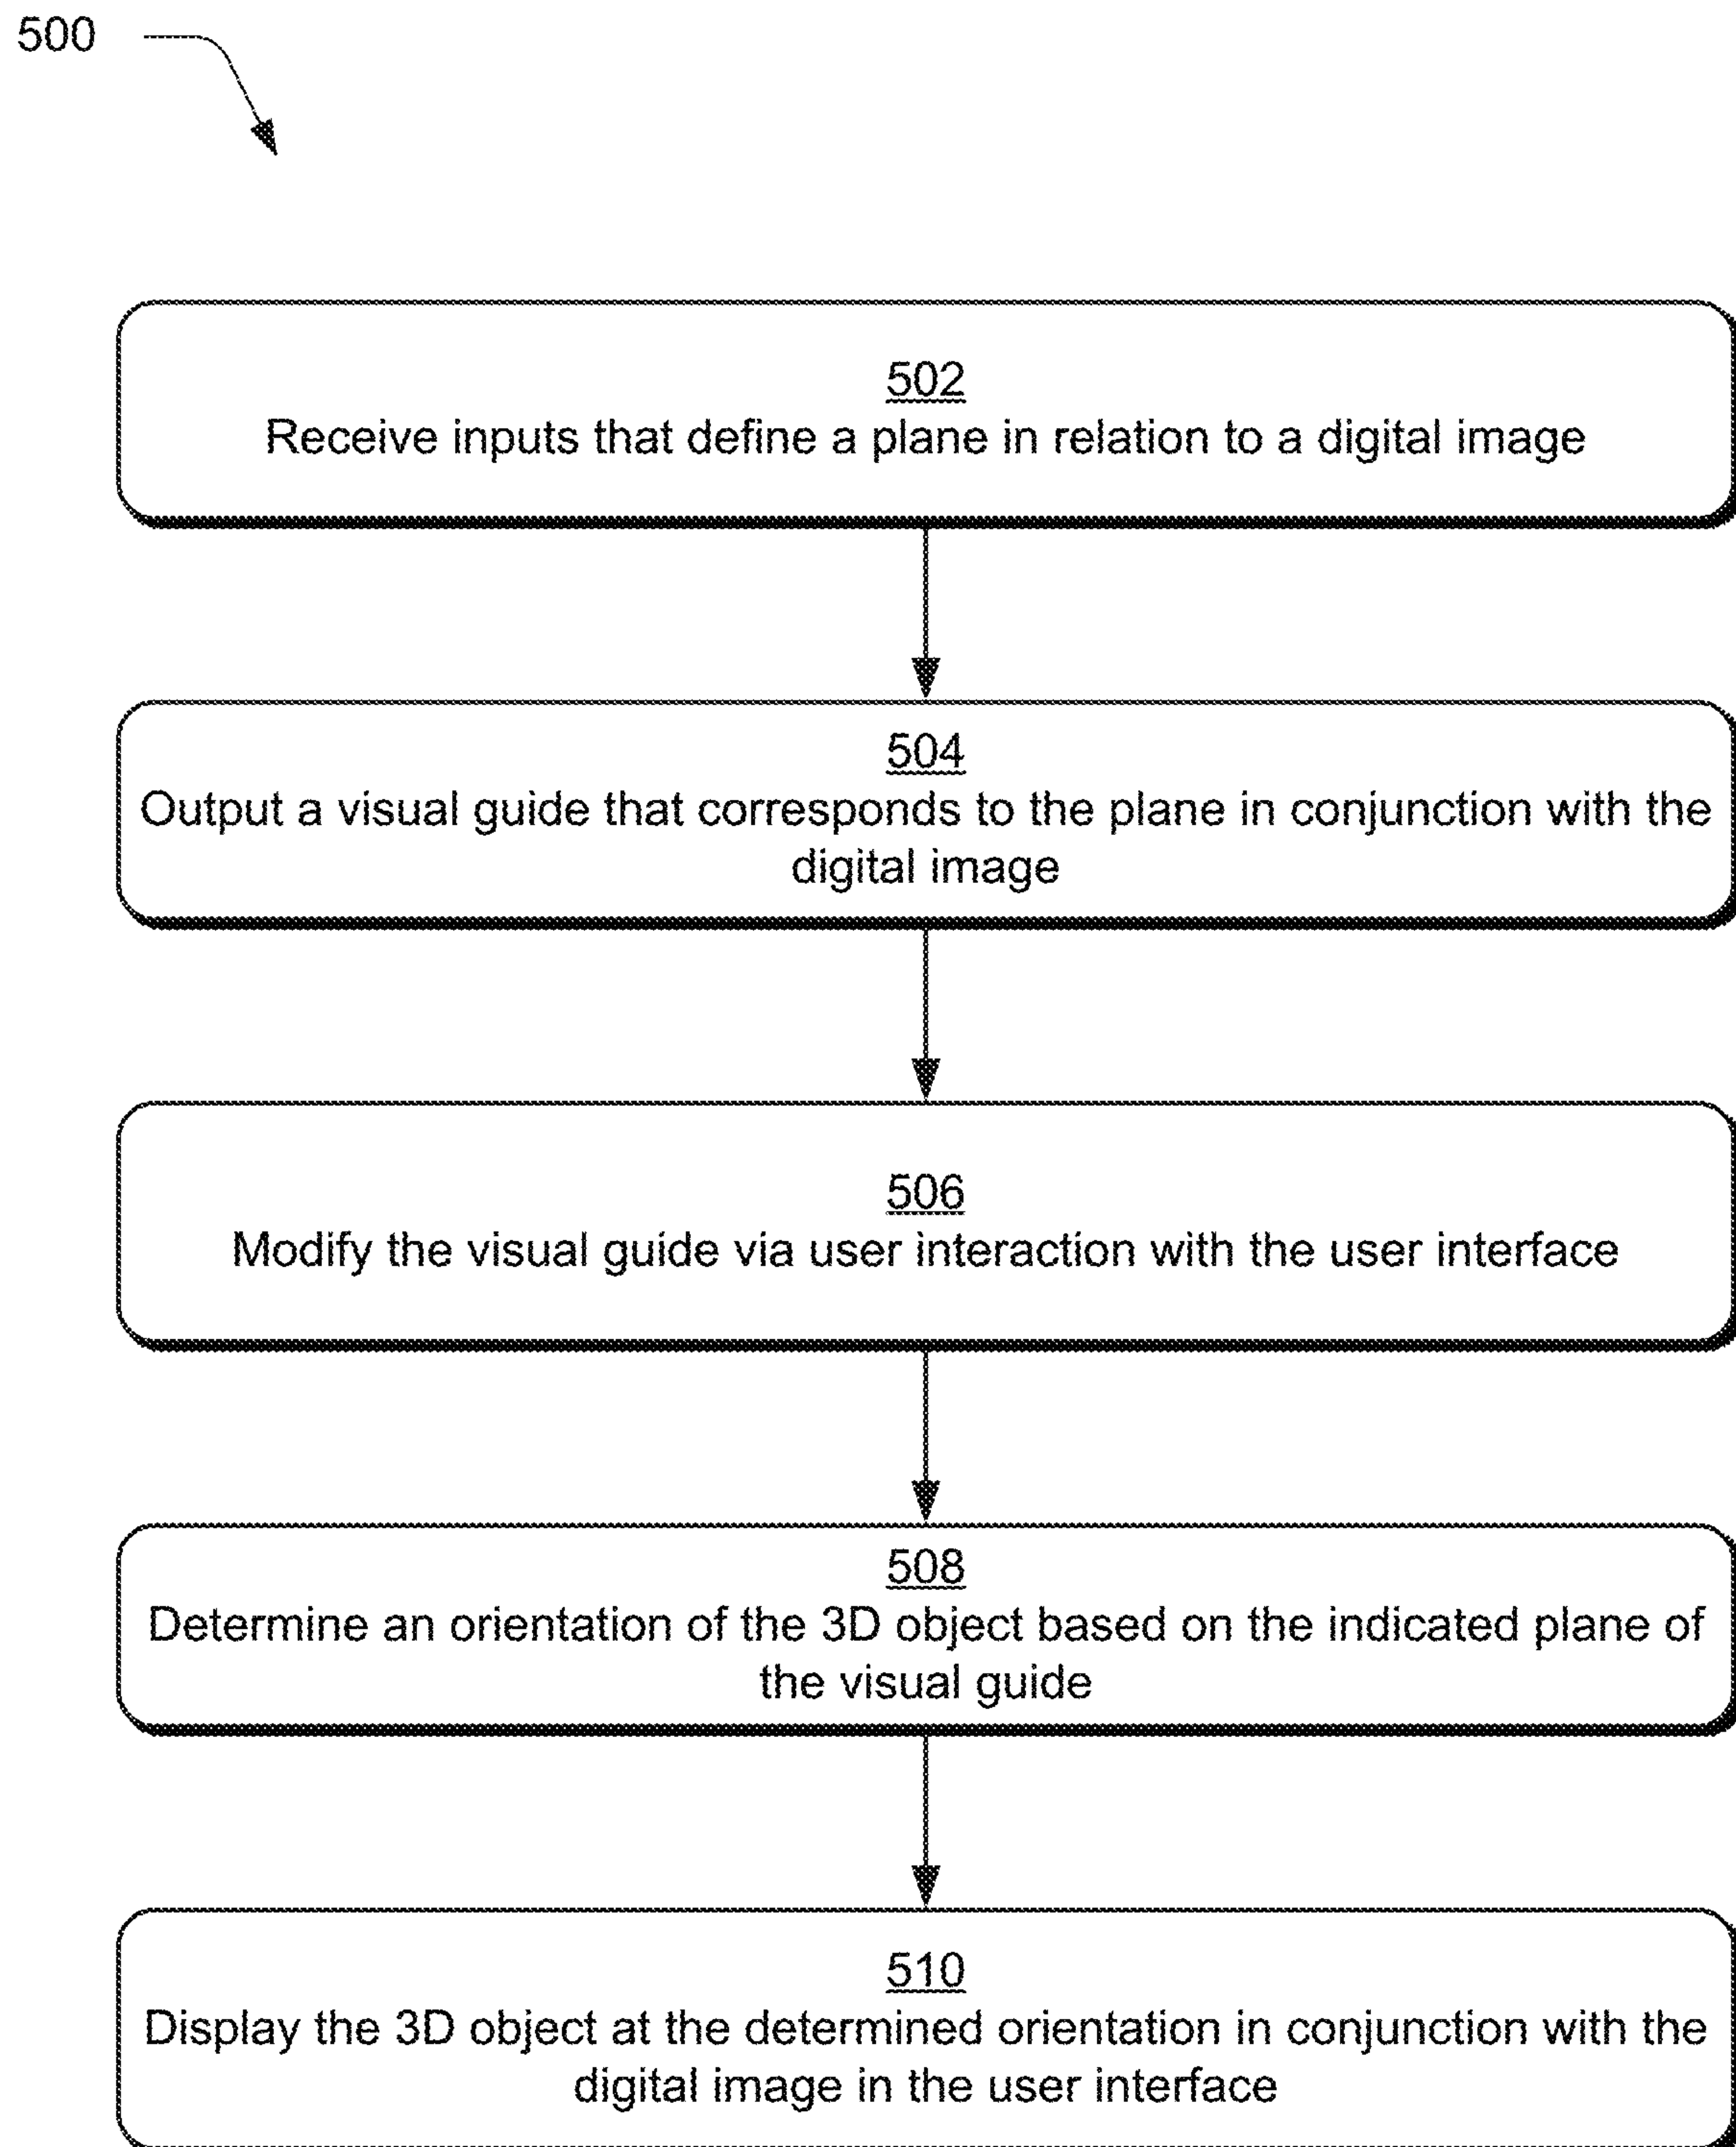 500
502
Receive inputs that define a plane in relation to a digital image
504
Output a visual guide that corresponds to the plane in conjunction with the
digital image
506
Modify the visual guide via user interaction with the user interface
508
Determine an orientation of the 3D object based on the indicated plane of
the visual guide
510
Display the 3D object at the determined orientation in conjunction with the
digital image in the user interface